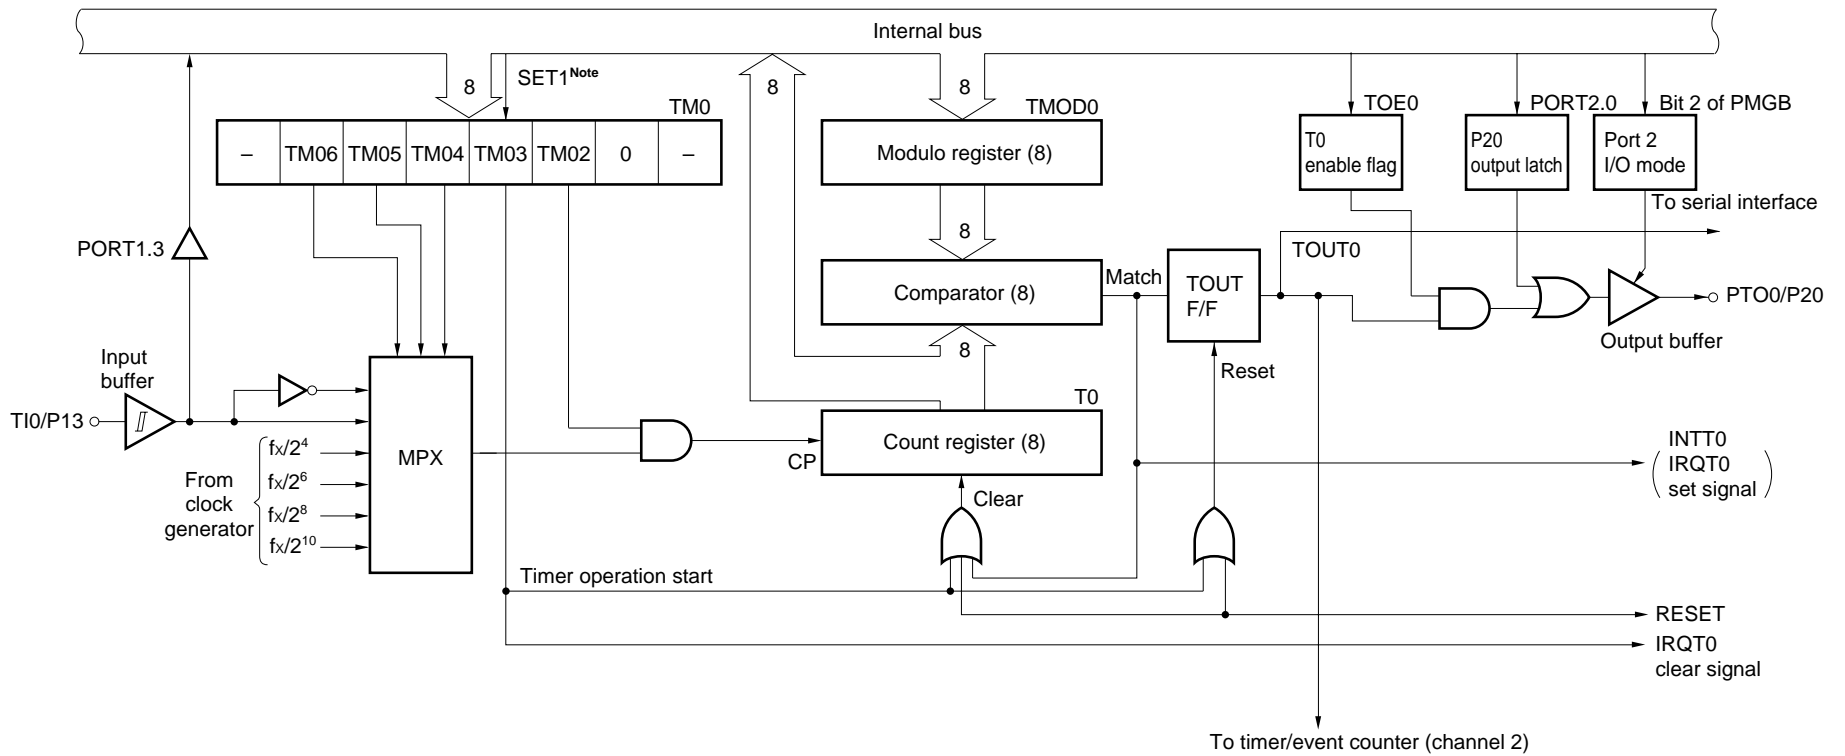 Internal bus
8
SET1Note
8
8
TM0
TMOD0
TOE0
PORT2.0
Bit 2 of PMGB
– TM06 TM05 TM04 TM03 TM02 0 –
Modulo register (8)
T0
enable flag
P20
output latch
Port 2
I/O mode
To serial interface
PORT1.3
8
TOUT0
Comparator (8)
Match
TOUT
F/F
PTO0/P20
Output buffer
8
Reset
Input
buffer
TI0/P13
MPX
T0
Count register (8)
CP
Clear
From
clock
generator
fX/2⁴
fX/2⁶
fX/2⁸
fX/2¹⁰
INTT0
(IRQT0
set signal)
Timer operation start
RESET
IRQT0
clear signal
To timer/event counter (channel 2)